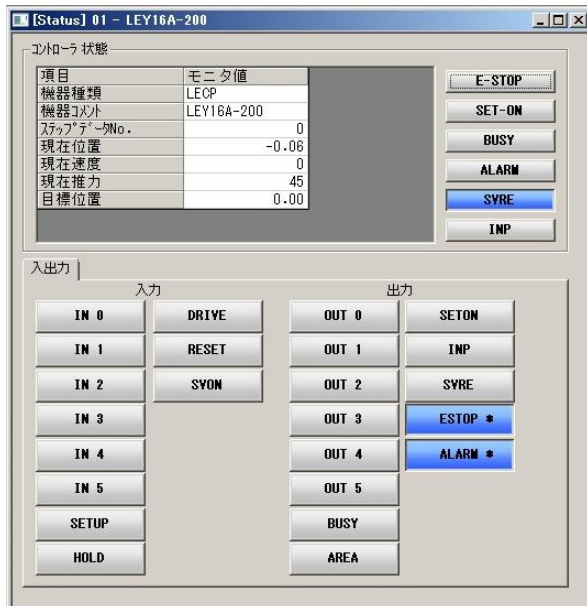 [Status] 01 - LEY16A-200
コントローラ 状態
項目 モニタ値
機器種類 LECP
機器コメント LEY16A-200
ステップデータNo. 0
現在位置 -0.06
現在速度 0
現在推力 45
目標位置 0.00
E-STOP
SET-ON
BUSY
ALARM
SVRE
INP
入出力
入力 出力
IN 0 DRIVE OUT 0 SETON
IN 1 RESET OUT 1 INP
IN 2 SVON OUT 2 SVRE
IN 3 OUT 3 ESTOP *
IN 4 OUT 4 ALARM *
IN 5 OUT 5
SETUP BUSY
HOLD AREA